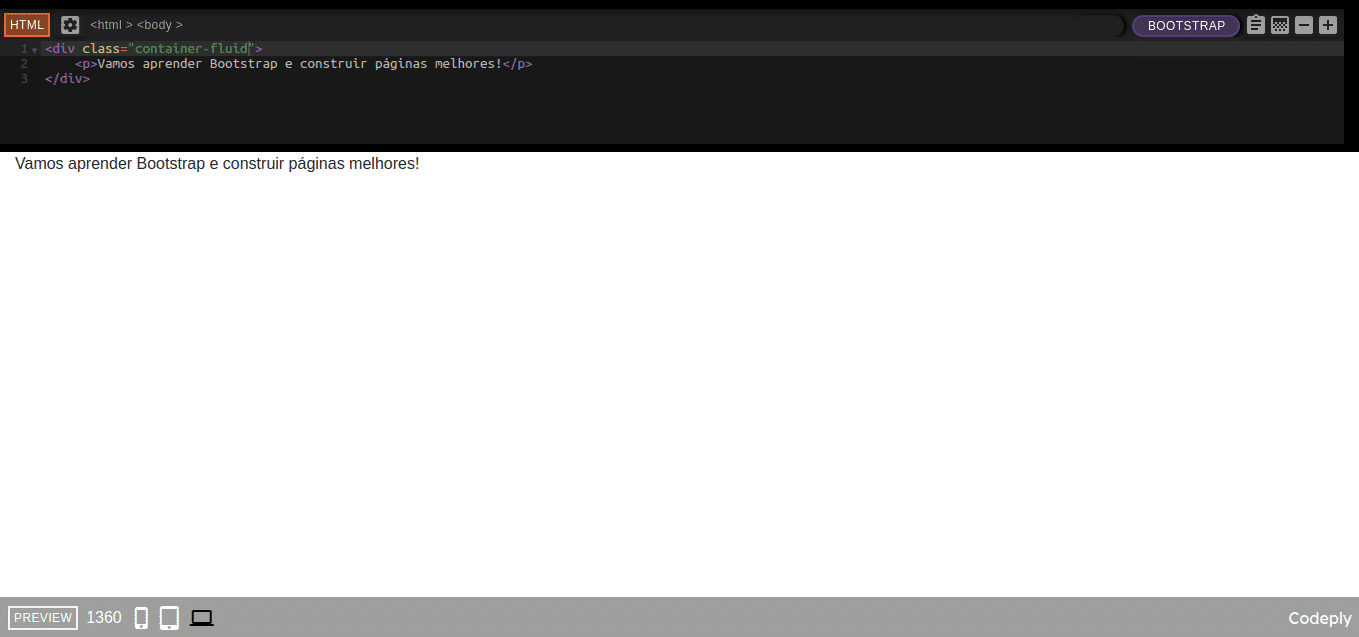 HTML <html > <body > BOOTSTRAP
1 <div class="container-fluid">
2 <p>Vamos aprender Bootstrap e construir páginas melhores!</p>
3 </div>
Vamos aprender Bootstrap e construir páginas melhores!
PREVIEW 1360 Codeply